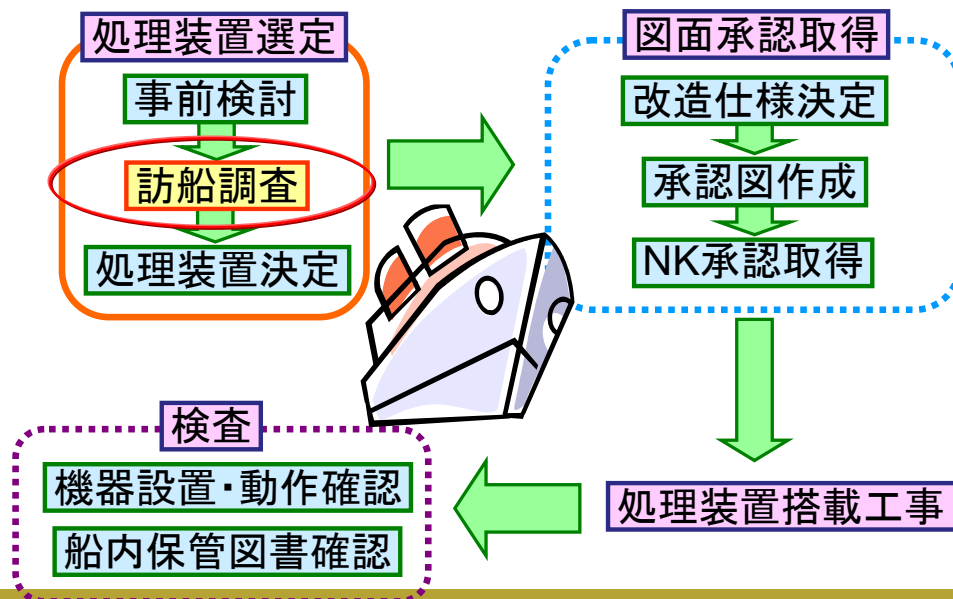 処理装置選定
事前検討
訪船調査
処理装置決定
図面承認取得
改造仕様決定
承認図作成
NK承認取得
処理装置搭載工事
検査
機器設置・動作確認
船内保管図書確認